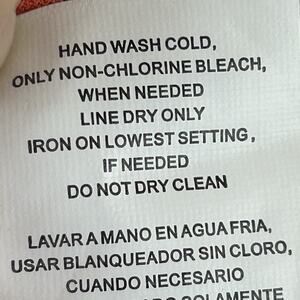 HAND WASH COLD,
ONLY NON-CHLORINE BLEACH,
WHEN NEEDED
LINE DRY ONLY
IRON ON LOWEST SETTING,
IF NEEDED
DO NOT DRY CLEAN
LAVAR A MANO EN AGUA FRIA,
USAR BLANQUEADOR SIN CLORO,
CUANDO NECESARIO
SOLAMENTE